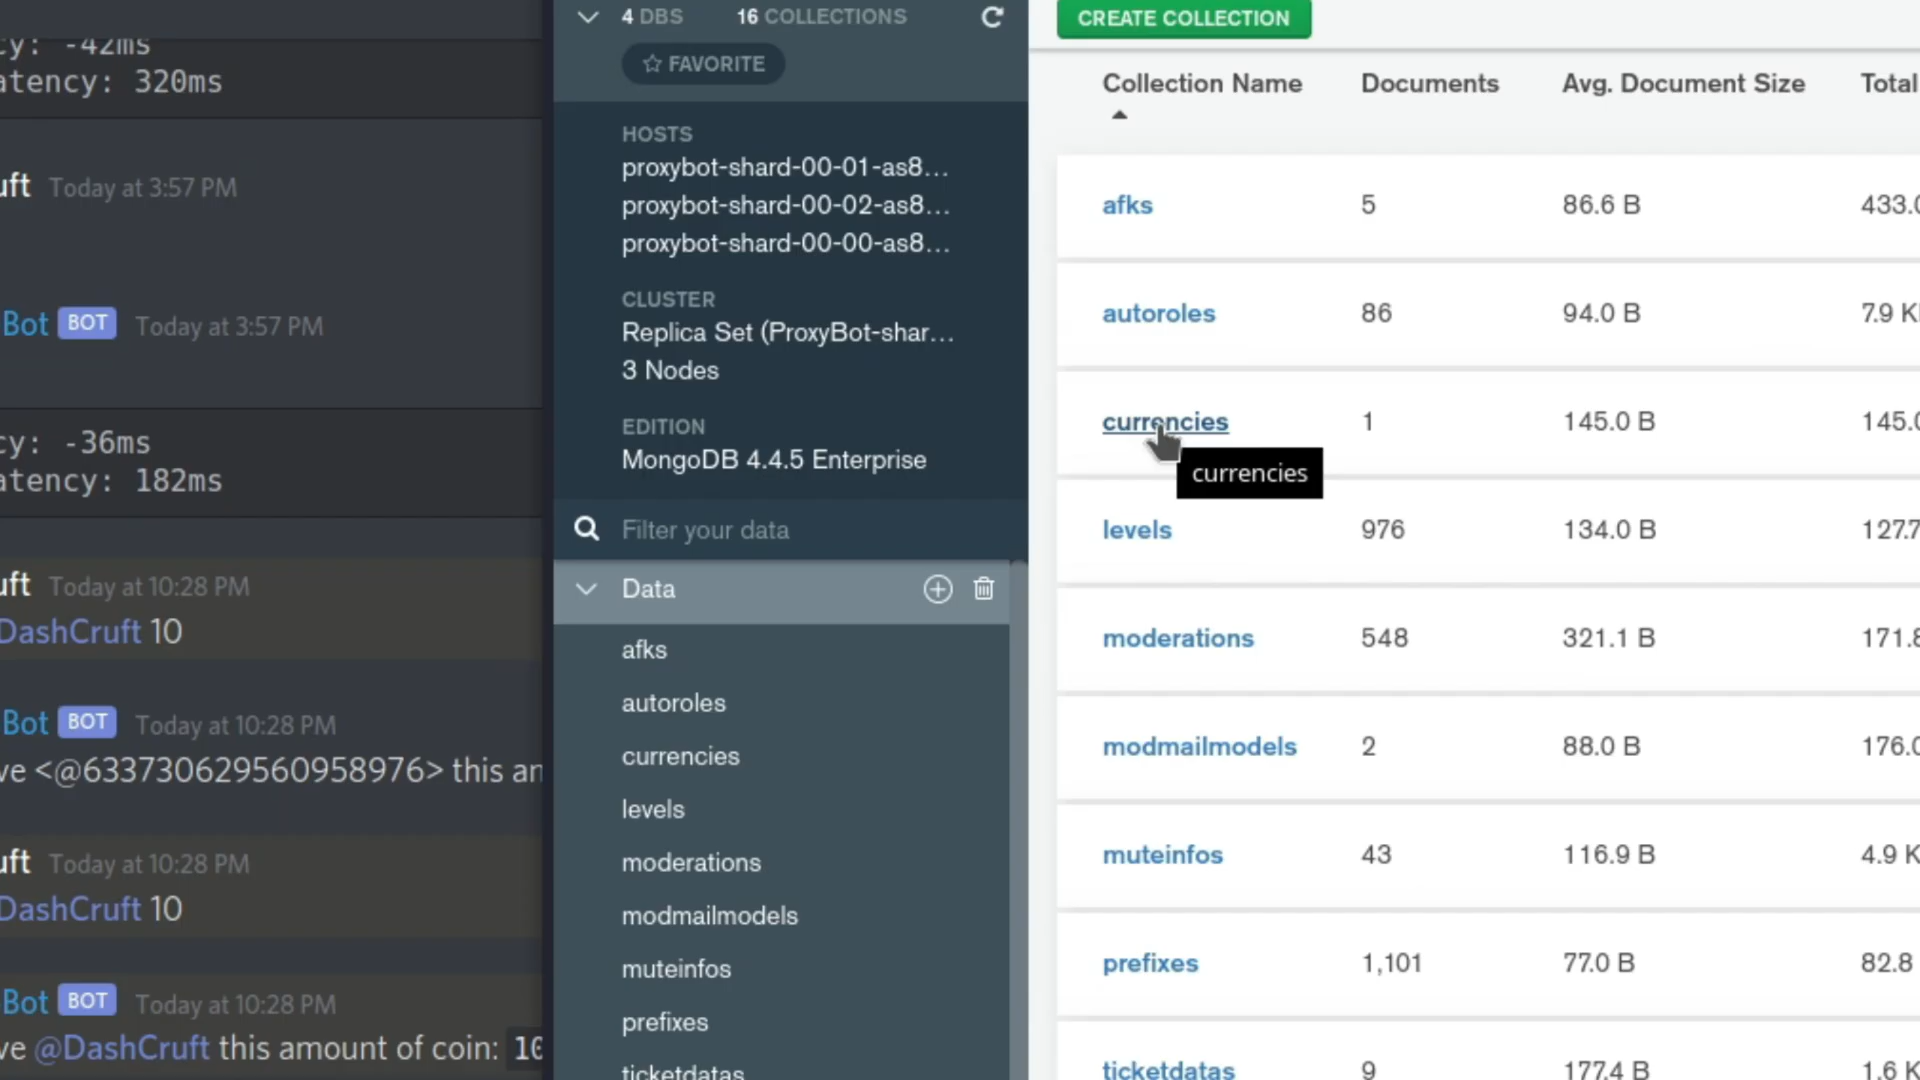 cy: -42ms
atency: 320ms
uft Today at 3:57 PM
Bot BOT Today at 3:57 PM
cy: -36ms
atency: 182ms
uft Today at 10:28 PM
DashCruft 10
Bot BOT Today at 10:28 PM
ve <@633730629560958976> this an
uft Today at 10:28 PM
DashCruft 10
Bot BOT Today at 10:28 PM
ve @DashCruft this amount of coin: 10
4 DBS 16 COLLECTIONS
FAVORITE
HOSTS
proxybot-shard-00-01-as8...
proxybot-shard-00-02-as8...
proxybot-shard-00-00-as8...
CLUSTER
Replica Set (ProxyBot-shar...
3 Nodes
EDITION
MongoDB 4.4.5 Enterprise
Filter your data
Data
afks
autoroles
currencies
levels
moderations
modmailmodels
muteinfos
prefixes
ticketdatas
CREATE COLLECTION
Collection Name Documents Avg. Document Size Total
afks 5 86.6 B 433.0
autoroles 86 94.0 B 7.9 K
currencies 1 145.0 B 145.0
currencies
levels 976 134.0 B 127.7
moderations 548 321.1 B 171.8
modmailmodels 2 88.0 B 176.0
muteinfos 43 116.9 B 4.9 K
prefixes 1,101 77.0 B 82.8
ticketdatas 9 177.4 B 1.6 K